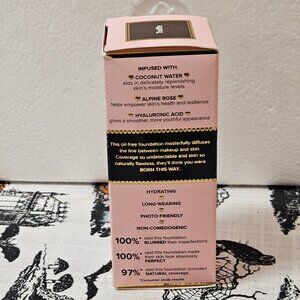 INFUSED WITH:
COCONUT WATER
aids in delicately replenishing
skin's moisture levels
ALPINE ROSE
helps empower skin's health and resilience
HYALURONIC ACID
gives a smoother, more youthful appearance
This oil-free foundation masterfully diffuses
the line between makeup and skin.
Coverage so undetectable and skin so
naturally flawless, they'll think you were
BORN THIS WAY.
HYDRATING
LONG-WEARING
PHOTO-FRIENDLY
NON-COMEDOGENIC
100%* said this foundation
BLURRED their imperfections
100%* said this foundation made
their skin look absolutely
PERFECT
97%* said this foundation provided
NATURAL coverage.
*Consumer study results